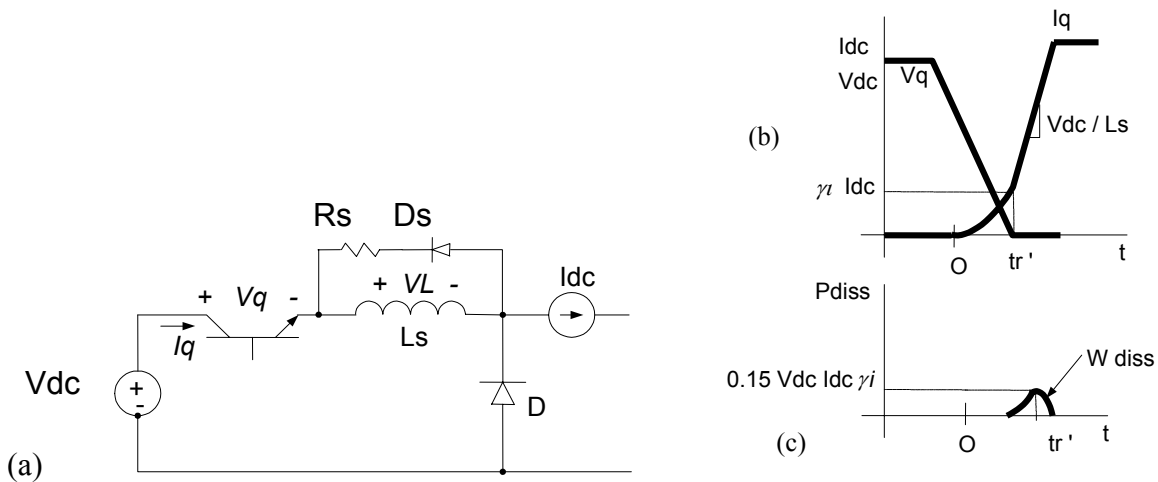 Rs
Ds
+ Vq -
+ VL -
Idc
Iq
Ls
Vdc
+
-
D
(a)
Idc
Vdc
Vq
Iq
Vdc / Ls
(b)
γι Idc
O
tr '
t
Pdiss
0.15 Vdc Idc γi
W diss
O
tr '
t
(c)